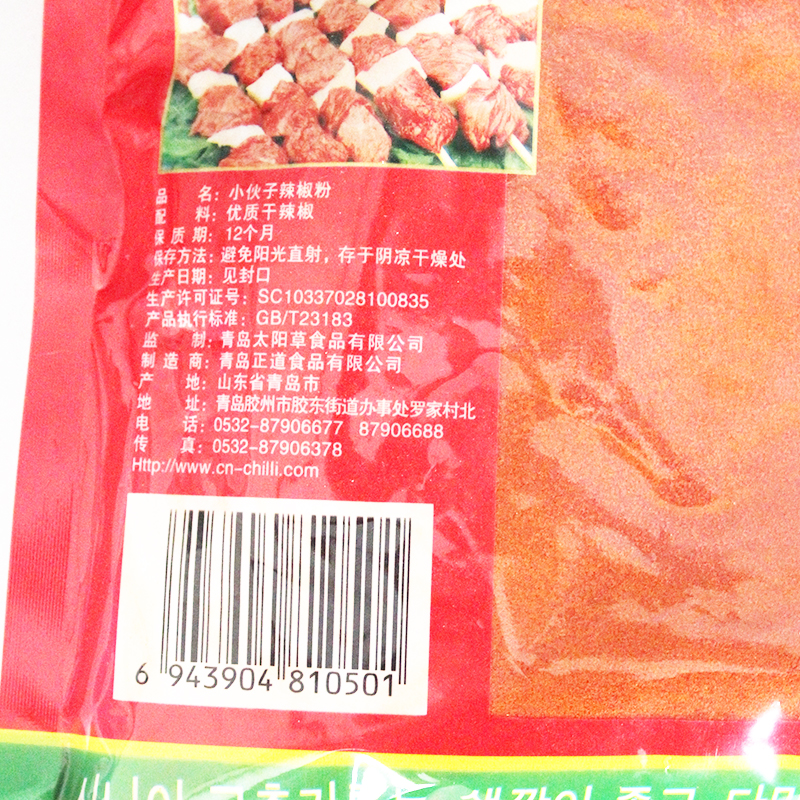 品 名：小伙子辣椒粉
配 料：优质干辣椒
保 质 期：12个月
保存方法：避免阳光直射，存于阴凉干燥处
生产日期：见封口
生产许可证号：SC10337028100835
产品执行标准：GB/T23183
监 制：青岛太阳草食品有限公司
制 造 商：青岛正道食品有限公司
产 地：山东省青岛市
地 址：青岛胶州市胶东街道办事处罗家村北
电 话：0532-87906677 87906688
传 真：0532-87906378
Http://www.cn-chilli.com
6 943904 810501